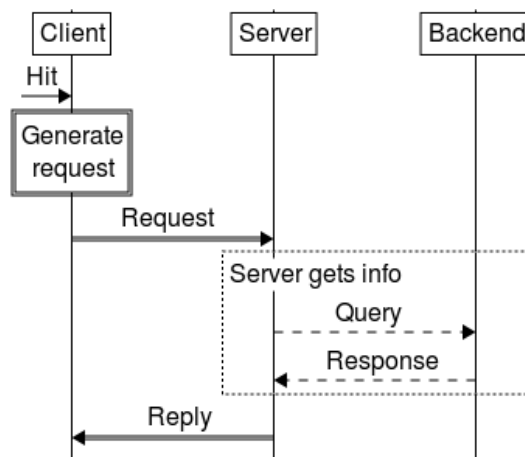 Client
Server
Backend
Hit
Generate
request
Request
Server gets info
Query
Response
Reply